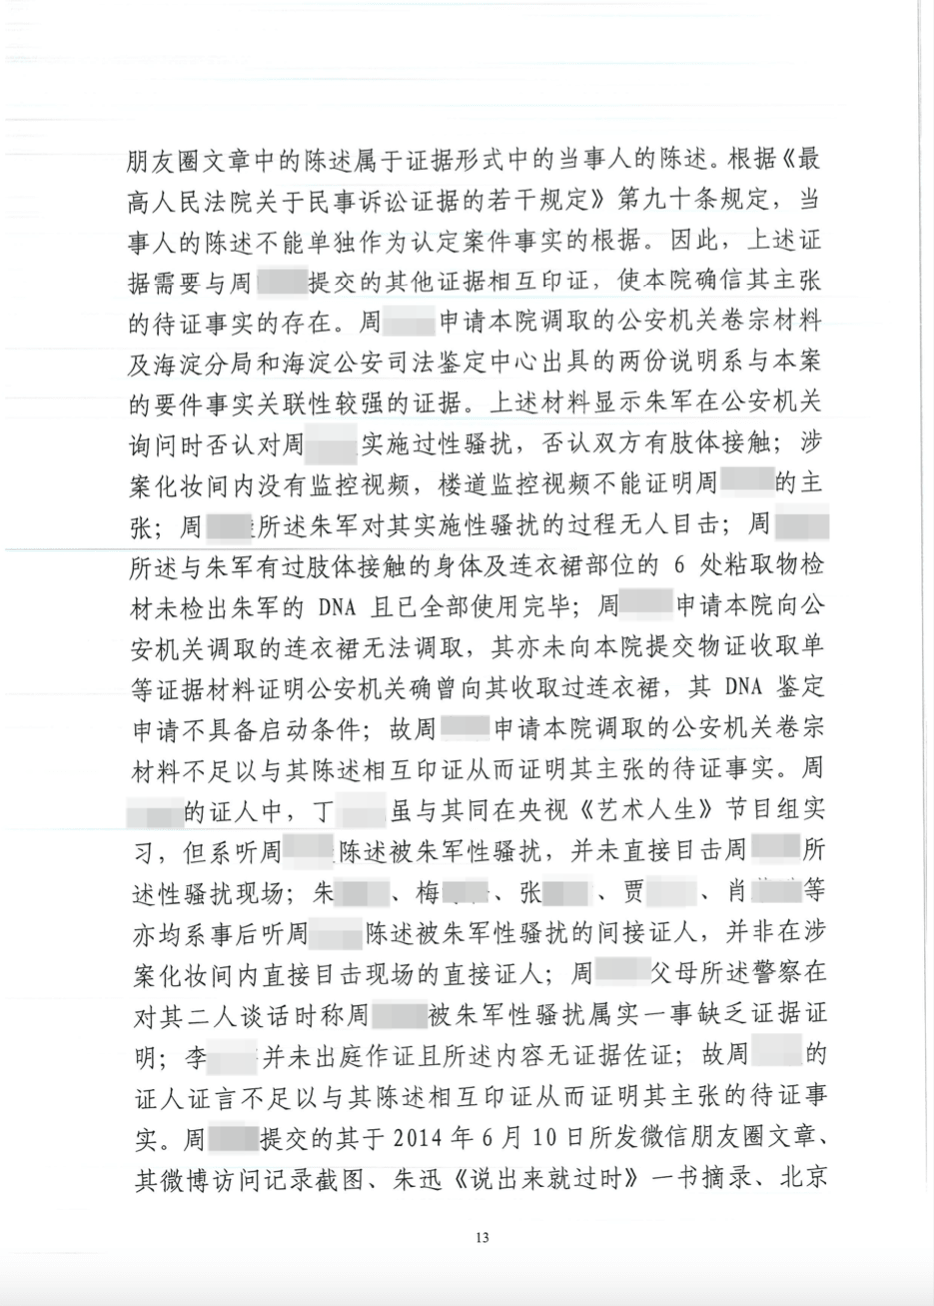 朋友圈文章中的陈述属于证据形式中的当事人的陈述。根据《最
高人民法院关于民事诉讼证据的若干规定》第九十条规定，当
事人的陈述不能单独作为认定案件事实的根据。因此，上述证
据需要与周 提交的其他证据相互印证，使本院确信其主张
的待证事实的存在。周 申请本院调取的公安机关卷宗材料
及海淀分局和海淀公安司法鉴定中心出具的两份说明系与本案
的要件事实关联性较强的证据。上述材料显示朱军在公安机关
询问时否认对周 实施过性骚扰，否认双方有肢体接触；涉
案化妆间内没有监控视频，楼道监控视频不能证明周 的主
张；周 所述朱军对其实施性骚扰的过程无人目击；周
所述与朱军有过肢体接触的身体及连衣裙部位的 6 处粘取物检
材未检出朱军的 DNA 且已全部使用完毕；周 申请本院向公
安机关调取的连衣裙无法调取，其亦未向本院提交物证收取单
等证据材料证明公安机关确曾向其收取过连衣裙，其 DNA 鉴定
申请不具备启动条件；故周 申请本院调取的公安机关卷宗
材料不足以与其陈述相互印证从而证明其主张的待证事实。周
的证人中，丁 虽与其同在央视《艺术人生》节目组实
习，但系听周 陈述被朱军性骚扰，并未直接目击周 所
述性骚扰现场；朱 、梅 、张 、贾 、肖 等
亦均系事后听周 陈述被朱军性骚扰的间接证人，并非在涉
案化妆间内直接目击现场的直接证人；周 父母所述警察在
对其二人谈话时称周 被朱军性骚扰属实一事缺乏证据证
明；李 并未出庭作证且所述内容无证据佐证；故周 的
证人证言不足以与其陈述相互印证从而证明其主张的待证事
实。周 提交的其于 2014 年 6 月 10 日所发微信朋友圈文章、
其微博访问记录截图、朱迅《说出来就过时》一书摘录、北京
13